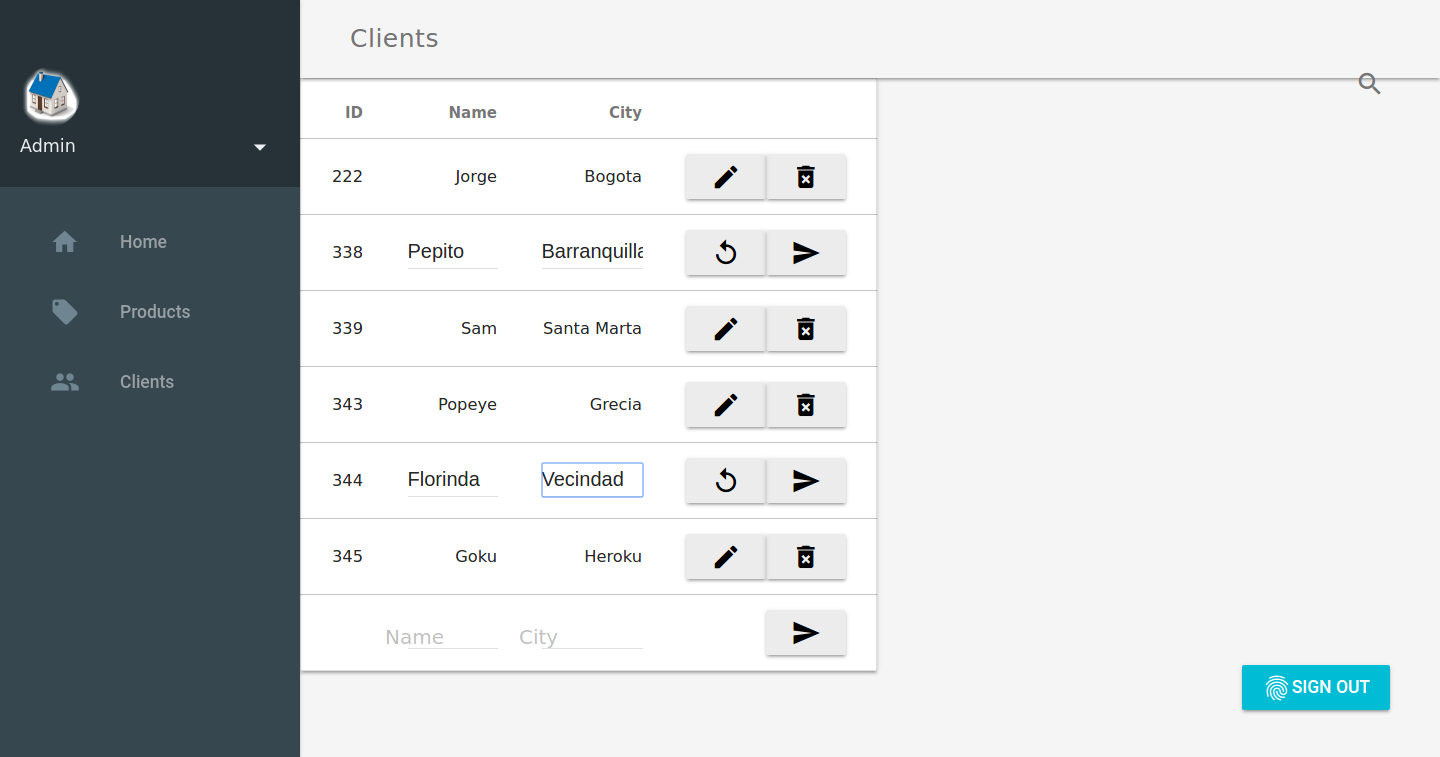 Clients
Admin
Home
Products
Clients
ID Name City
222 Jorge Bogota
338 Pepito Barranquilla
339 Sam Santa Marta
343 Popeye Grecia
344 Florinda Vecindad
345 Goku Heroku
Name City
SIGN OUT